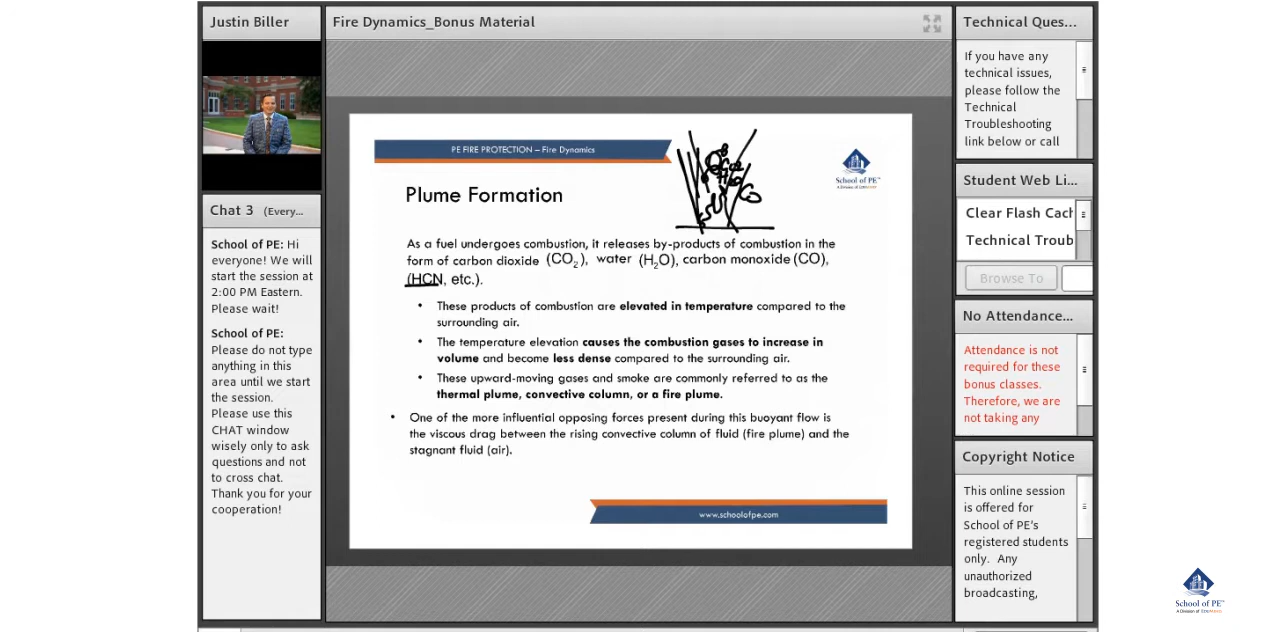 Justin Biller
Chat 3 (Every...
School of PE: Hi
everyone! We will
start the session at
2:00 PM Eastern.
Please wait!
School of PE:
Please do not type
anything in this
area until we start
the session.
Please use this
CHAT window
wisely only to ask
questions and not
to cross chat.
Thank you for your
cooperation!
Fire Dynamics_Bonus Material
PE FIRE PROTECTION – Fire Dynamics
School of PE™
Plume Formation
As a fuel undergoes combustion, it releases by-products of combustion in the
form of carbon dioxide (CO₂), water (H₂O), carbon monoxide (CO),
(HCN, etc.).
• These products of combustion are elevated in temperature compared to the
surrounding air.
• The temperature elevation causes the combustion gases to increase in
volume and become less dense compared to the surrounding air.
• These upward-moving gases and smoke are commonly referred to as the
thermal plume, convective column, or a fire plume.
• One of the more influential opposing forces present during this buoyant flow is
the viscous drag between the rising convective column of fluid (fire plume) and the
stagnant fluid (air).
www.schoolofpe.com
Technical Ques...
If you have any
technical issues,
please follow the
Technical
Troubleshooting
link below or call
Student Web Li...
Clear Flash Cach
Technical Troub
Browse To
No Attendance...
Attendance is not
required for these
bonus classes.
Therefore, we are
not taking any
Copyright Notice
This online session
is offered for
School of PE's
registered students
only. Any
unauthorized
broadcasting,
School of PE™